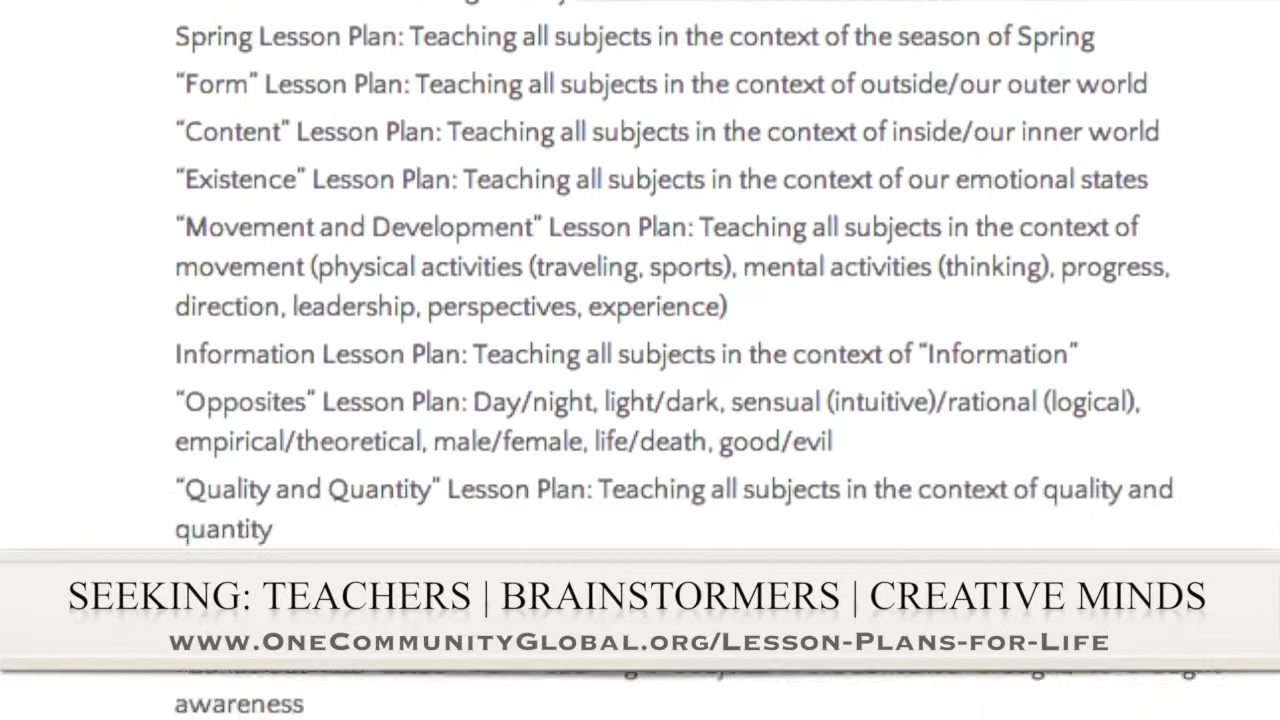 Spring Lesson Plan: Teaching all subjects in the context of the season of Spring
“Form” Lesson Plan: Teaching all subjects in the context of outside/our outer world
“Content” Lesson Plan: Teaching all subjects in the context of inside/our inner world
“Existence” Lesson Plan: Teaching all subjects in the context of our emotional states
“Movement and Development” Lesson Plan: Teaching all subjects in the context of
movement (physical activities (traveling, sports), mental activities (thinking), progress,
direction, leadership, perspectives, experience)
Information Lesson Plan: Teaching all subjects in the context of “Information”
“Opposites” Lesson Plan: Day/night, light/dark, sensual (intuitive)/rational (logical),
empirical/theoretical, male/female, life/death, good/evil
“Quality and Quantity” Lesson Plan: Teaching all subjects in the context of quality and
quantity
SEEKING: TEACHERS | BRAINSTORMERS | CREATIVE MINDS
www.OneCommunityGlobal.org/Lesson-Plans-for-Life
awareness